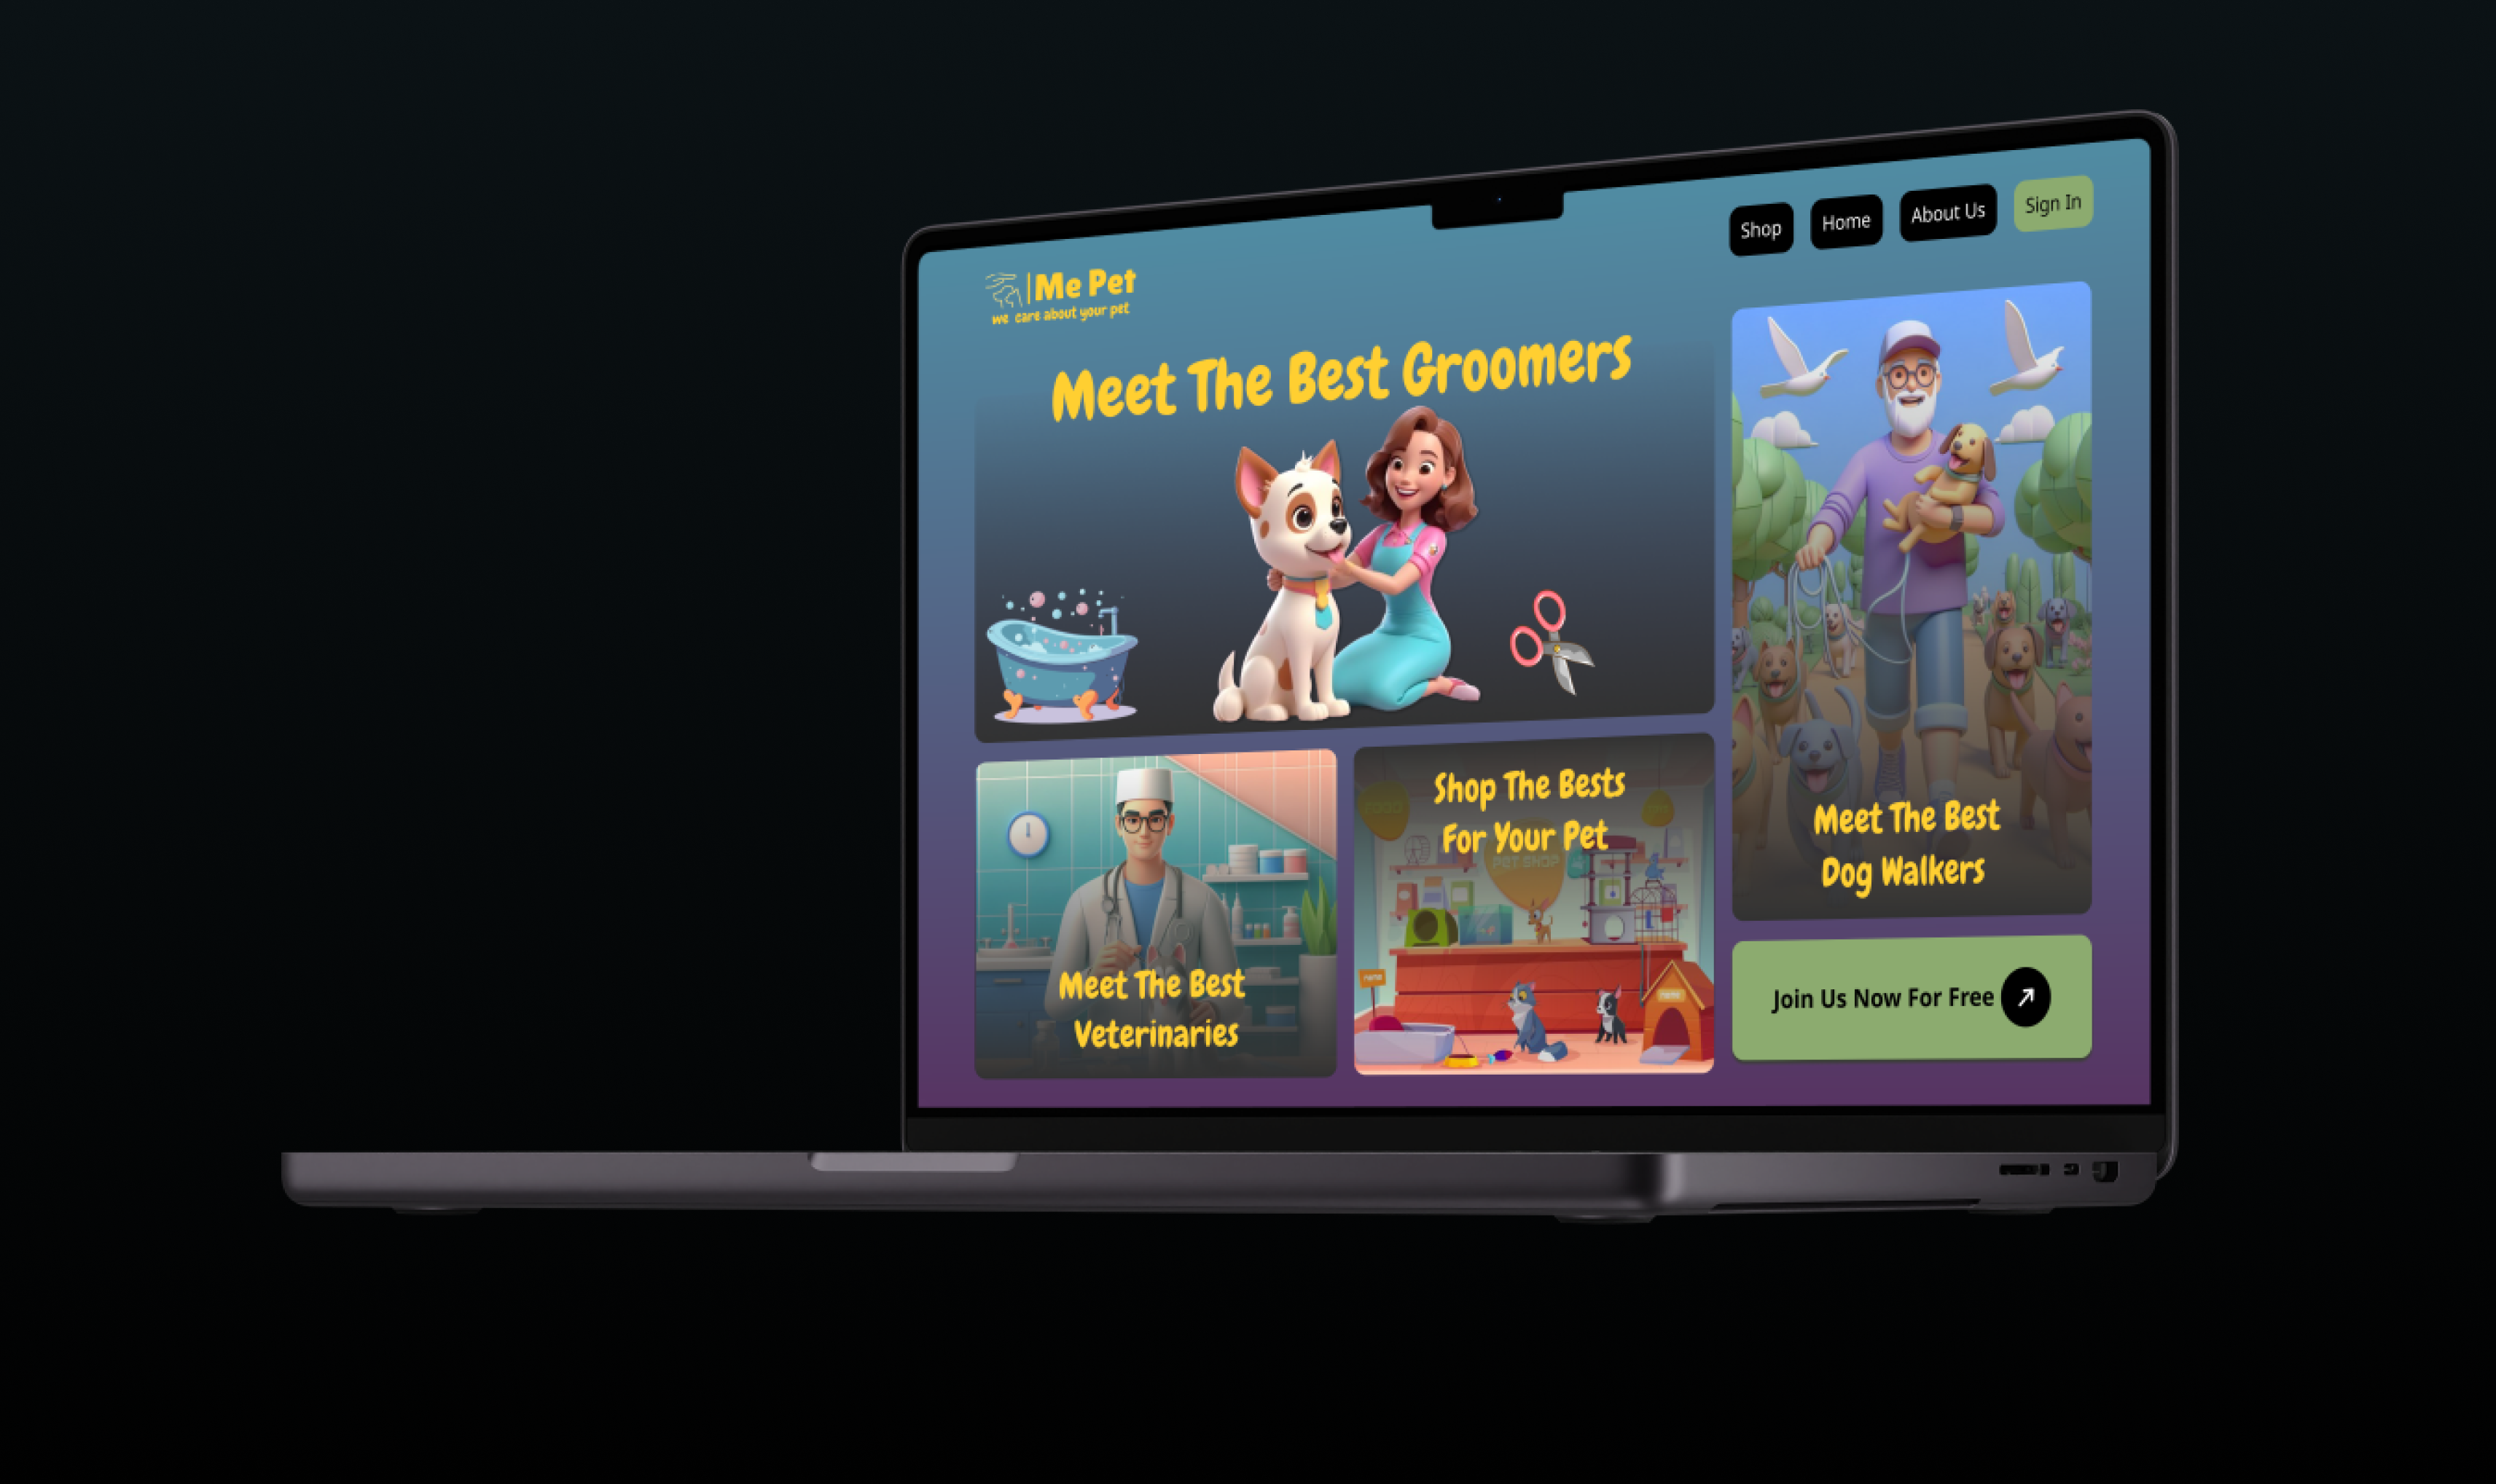 Shop
Home
About Us
Sign In
Me Pet
we care about your pet
Meet The Best Groomers
Meet The Best
Dog Walkers
Meet The Best
Veterinaries
Shop The Bests
For Your Pet
PET SHOP
Join Us Now For Free